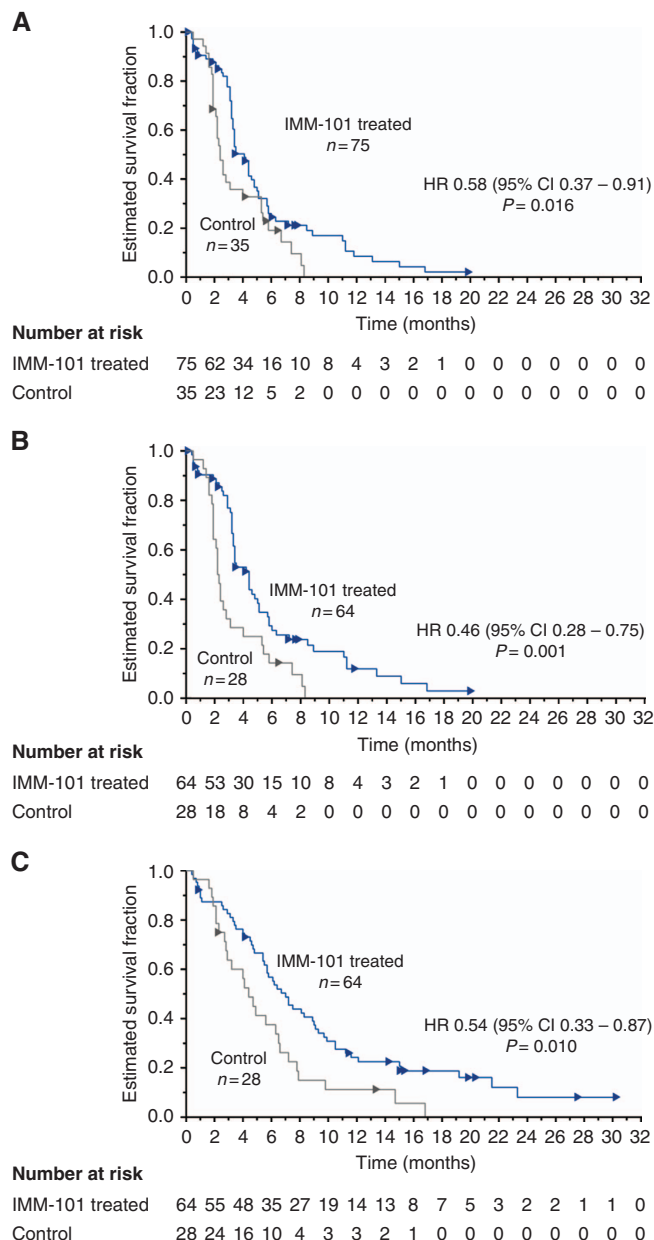 A
1.0
0.8
0.6
0.4
0.2
0.0
Estimated survival fraction
IMM-101 treated
n=75
HR 0.58 (95% CI 0.37 – 0.91)
P=0.016
Control
n=35
0 2 4 6 8 10 12 14 16 18 20 22 24 26 28 30 32
Time (months)
Number at risk
IMM-101 treated 75 62 34 16 10 8 4 3 2 1 0 0 0 0 0 0
Control 35 23 12 5 2 0 0 0 0 0 0 0 0 0 0 0
B
1.0
0.8
0.6
0.4
0.2
0.0
Estimated survival fraction
IMM-101 treated
n=64
HR 0.46 (95% CI 0.28 – 0.75)
P=0.001
Control
n=28
0 2 4 6 8 10 12 14 16 18 20 22 24 26 28 30 32
Time (months)
Number at risk
IMM-101 treated 64 53 30 15 10 8 4 3 2 1 0 0 0 0 0 0
Control 28 18 8 4 2 0 0 0 0 0 0 0 0 0 0 0
C
1.0
0.8
0.6
0.4
0.2
0.0
Estimated survival fraction
IMM-101 treated
n=64
HR 0.54 (95% CI 0.33 – 0.87)
P=0.010
Control
n=28
0 2 4 6 8 10 12 14 16 18 20 22 24 26 28 30 32
Time (months)
Number at risk
IMM-101 treated 64 55 48 35 27 19 14 13 8 7 5 3 2 2 1 1 0
Control 28 24 16 10 4 3 3 2 1 0 0 0 0 0 0 0 0